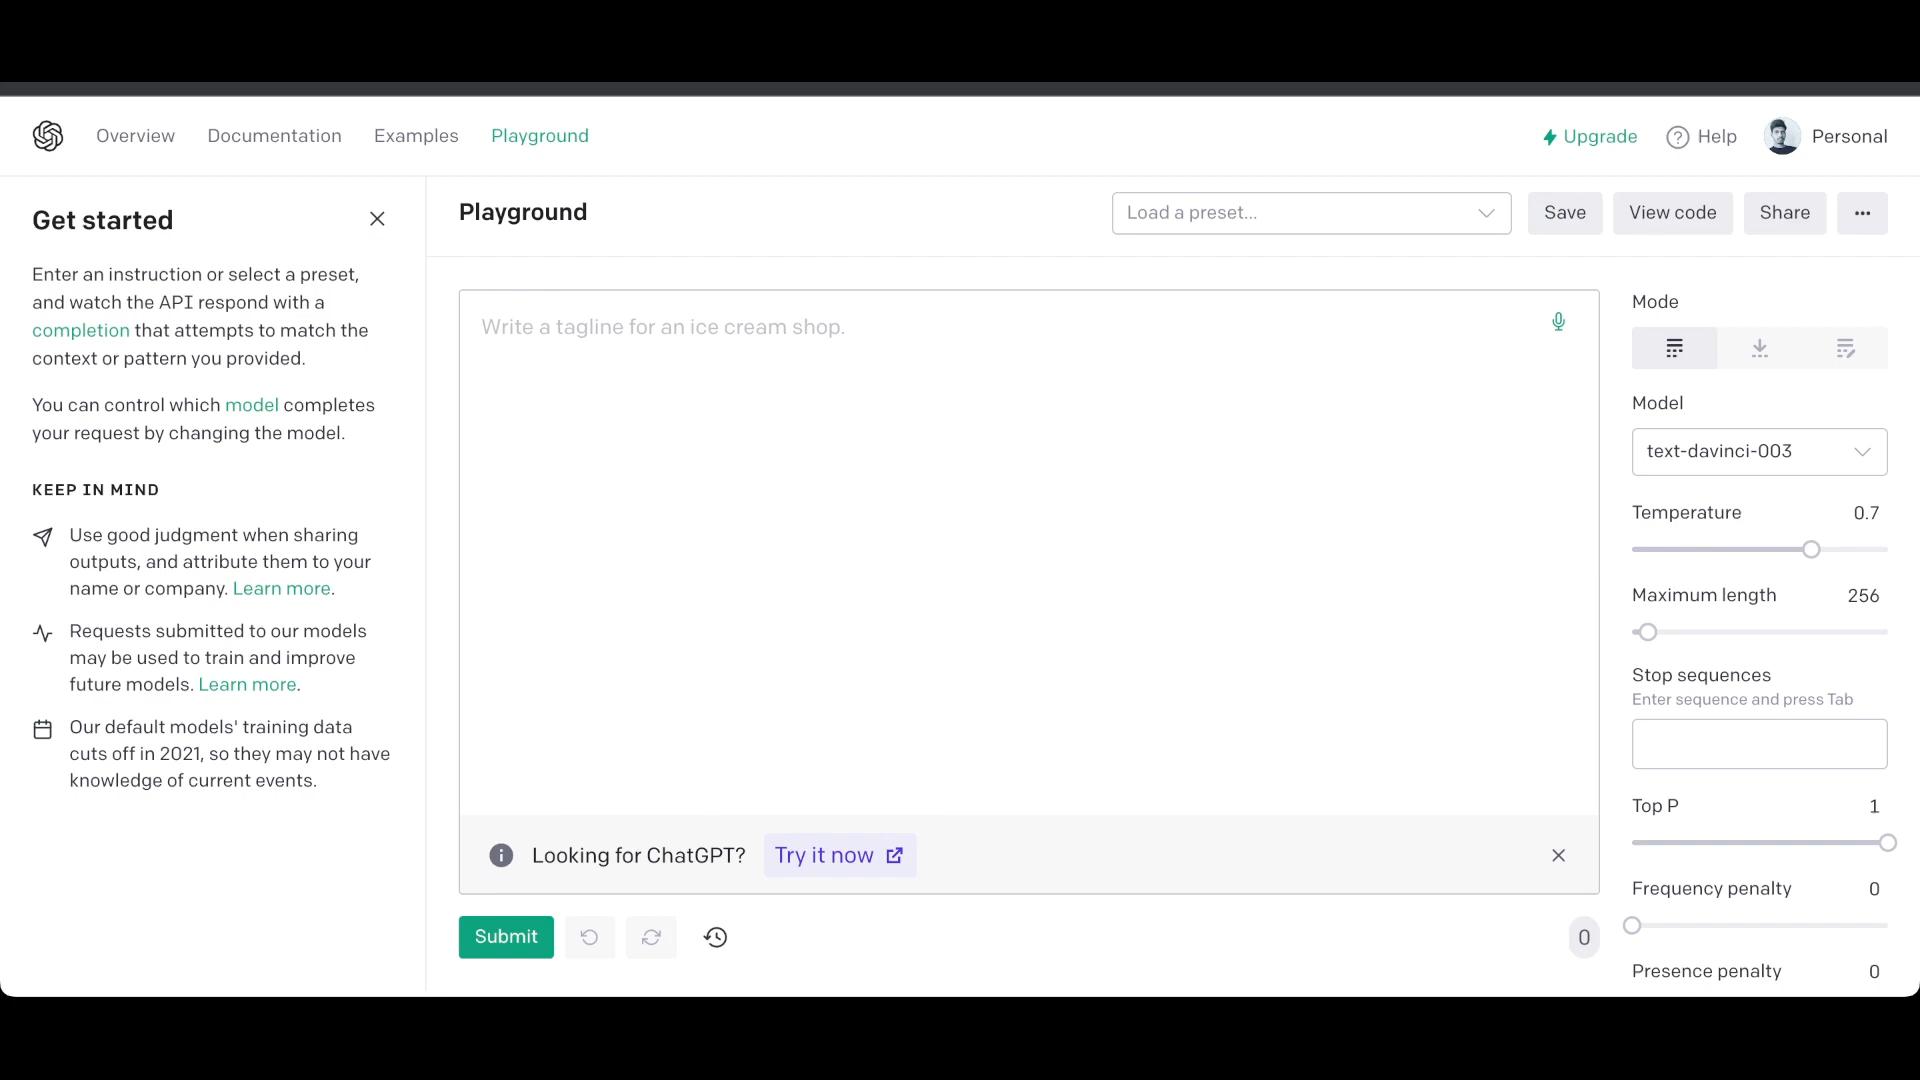 Overview Documentation Examples Playground
Upgrade Help Personal
Get started
Enter an instruction or select a preset,
and watch the API respond with a
completion that attempts to match the
context or pattern you provided.
You can control which model completes
your request by changing the model.
KEEP IN MIND
Use good judgment when sharing
outputs, and attribute them to your
name or company. Learn more.
Requests submitted to our models
may be used to train and improve
future models. Learn more.
Our default models' training data
cuts off in 2021, so they may not have
knowledge of current events.
Playground
Load a preset...
Save View code Share
Write a tagline for an ice cream shop.
Looking for ChatGPT? Try it now
Submit
0
Mode
Model
text-davinci-003
Temperature 0.7
Maximum length 256
Stop sequences
Enter sequence and press Tab
Top P 1
Frequency penalty 0
Presence penalty 0